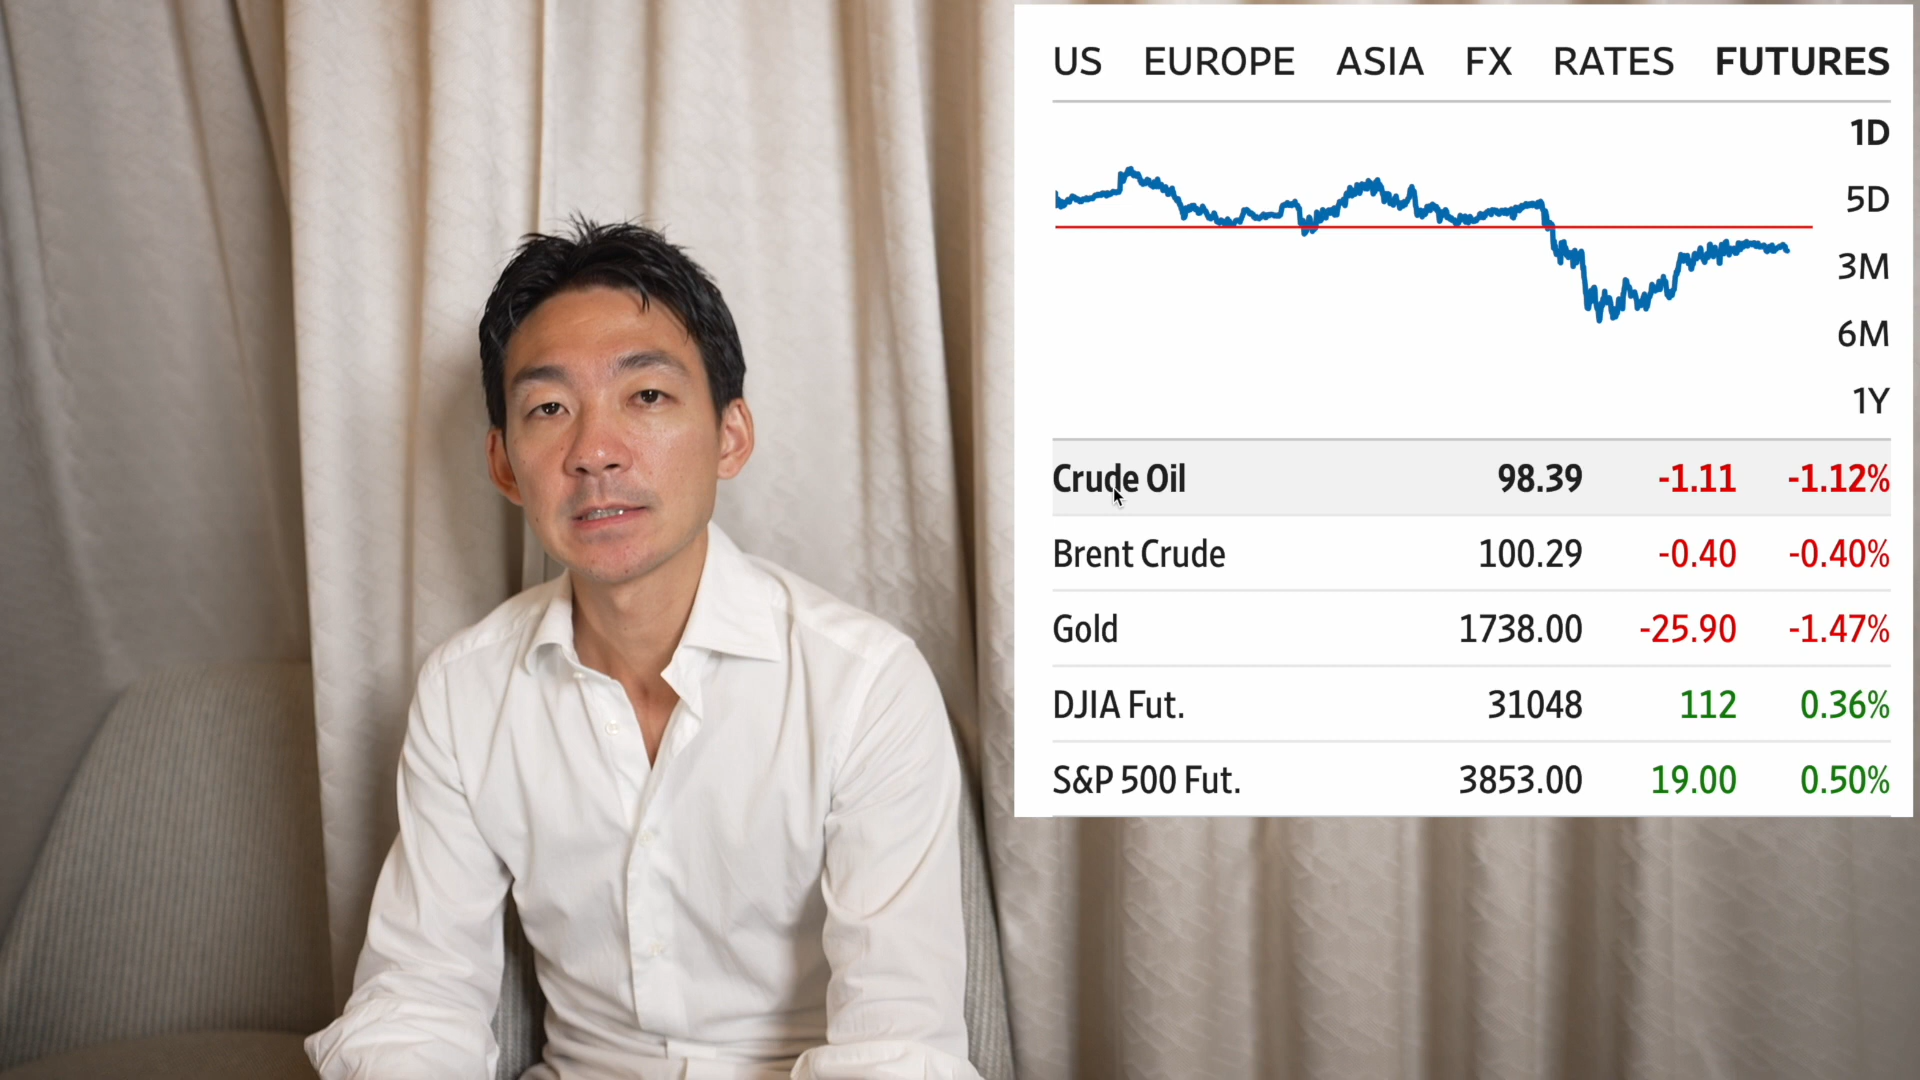 US EUROPE ASIA FX RATES FUTURES
1D
5D
3M
6M
1Y
Crude Oil 98.39 -1.11 -1.12%
Brent Crude 100.29 -0.40 -0.40%
Gold 1738.00 -25.90 -1.47%
DJIA Fut. 31048 112 0.36%
S&P 500 Fut. 3853.00 19.00 0.50%